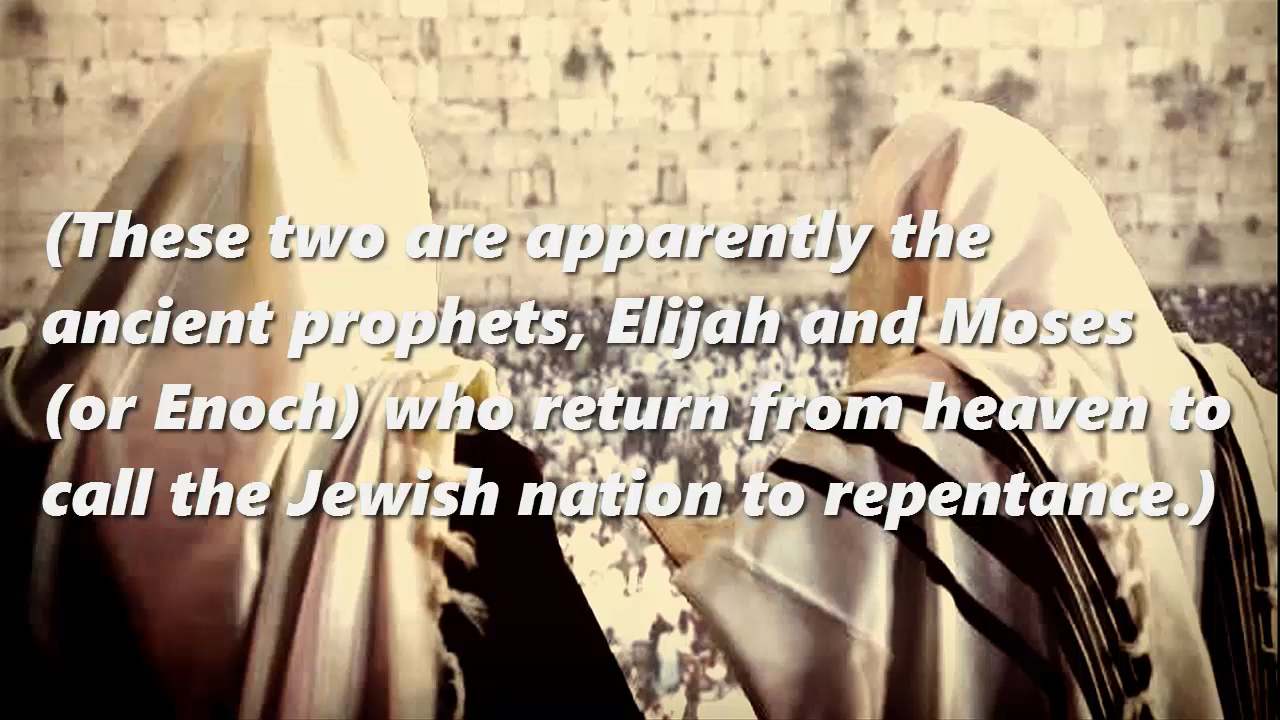 (These two are apparently the
ancient prophets, Elijah and Moses
(or Enoch) who return from heaven to
call the Jewish nation to repentance.)